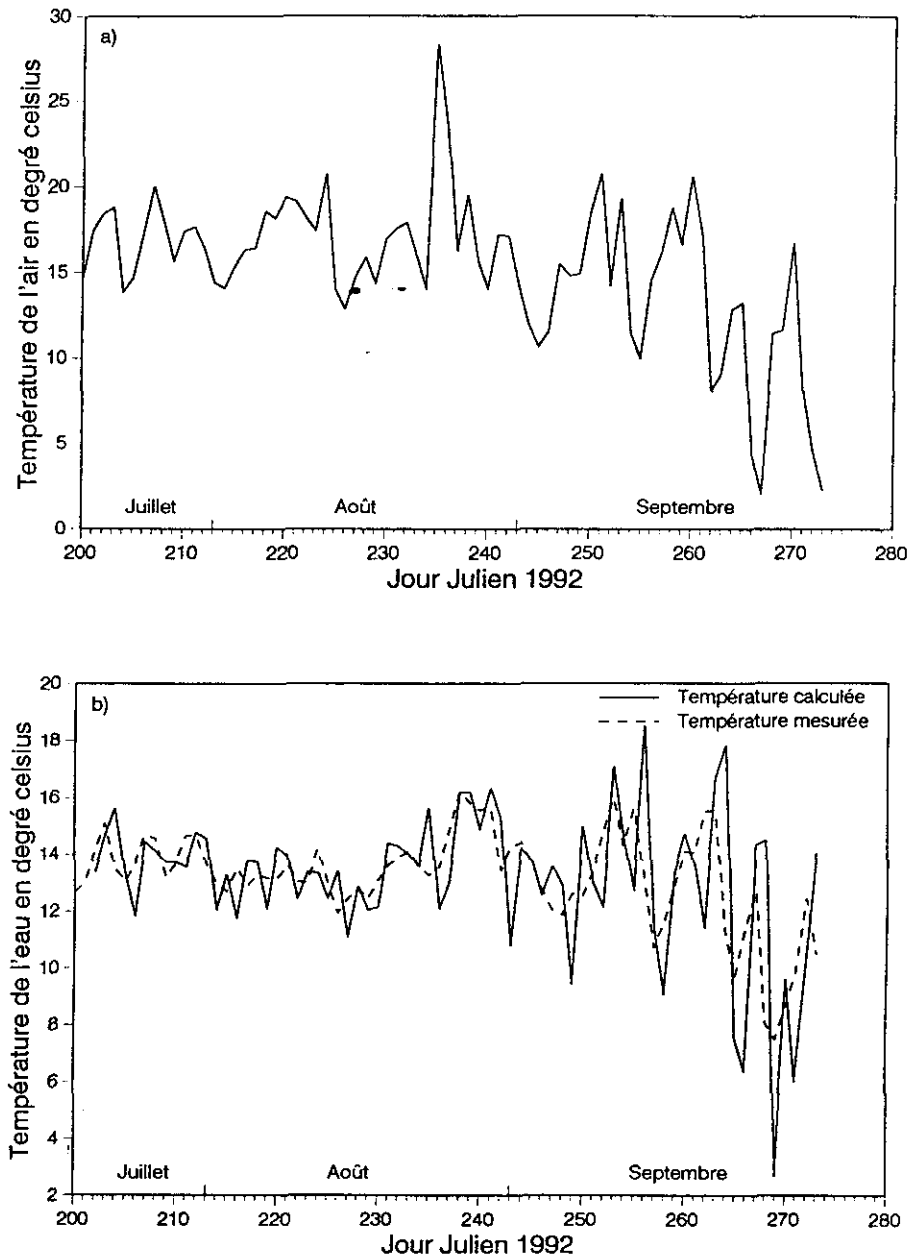 a)
Température de l'air en degré celsius
30
25
20
15
10
5
0
Juillet
Août
Septembre
200
210
220
230
240
250
260
270
280
Jour Julien 1992
b)
Température calculée
Température mesurée
Température de l'eau en degré celsius
20
18
16
14
12
10
8
6
4
2
Juillet
Août
Septembre
200
210
220
230
240
250
260
270
280
Jour Julien 1992